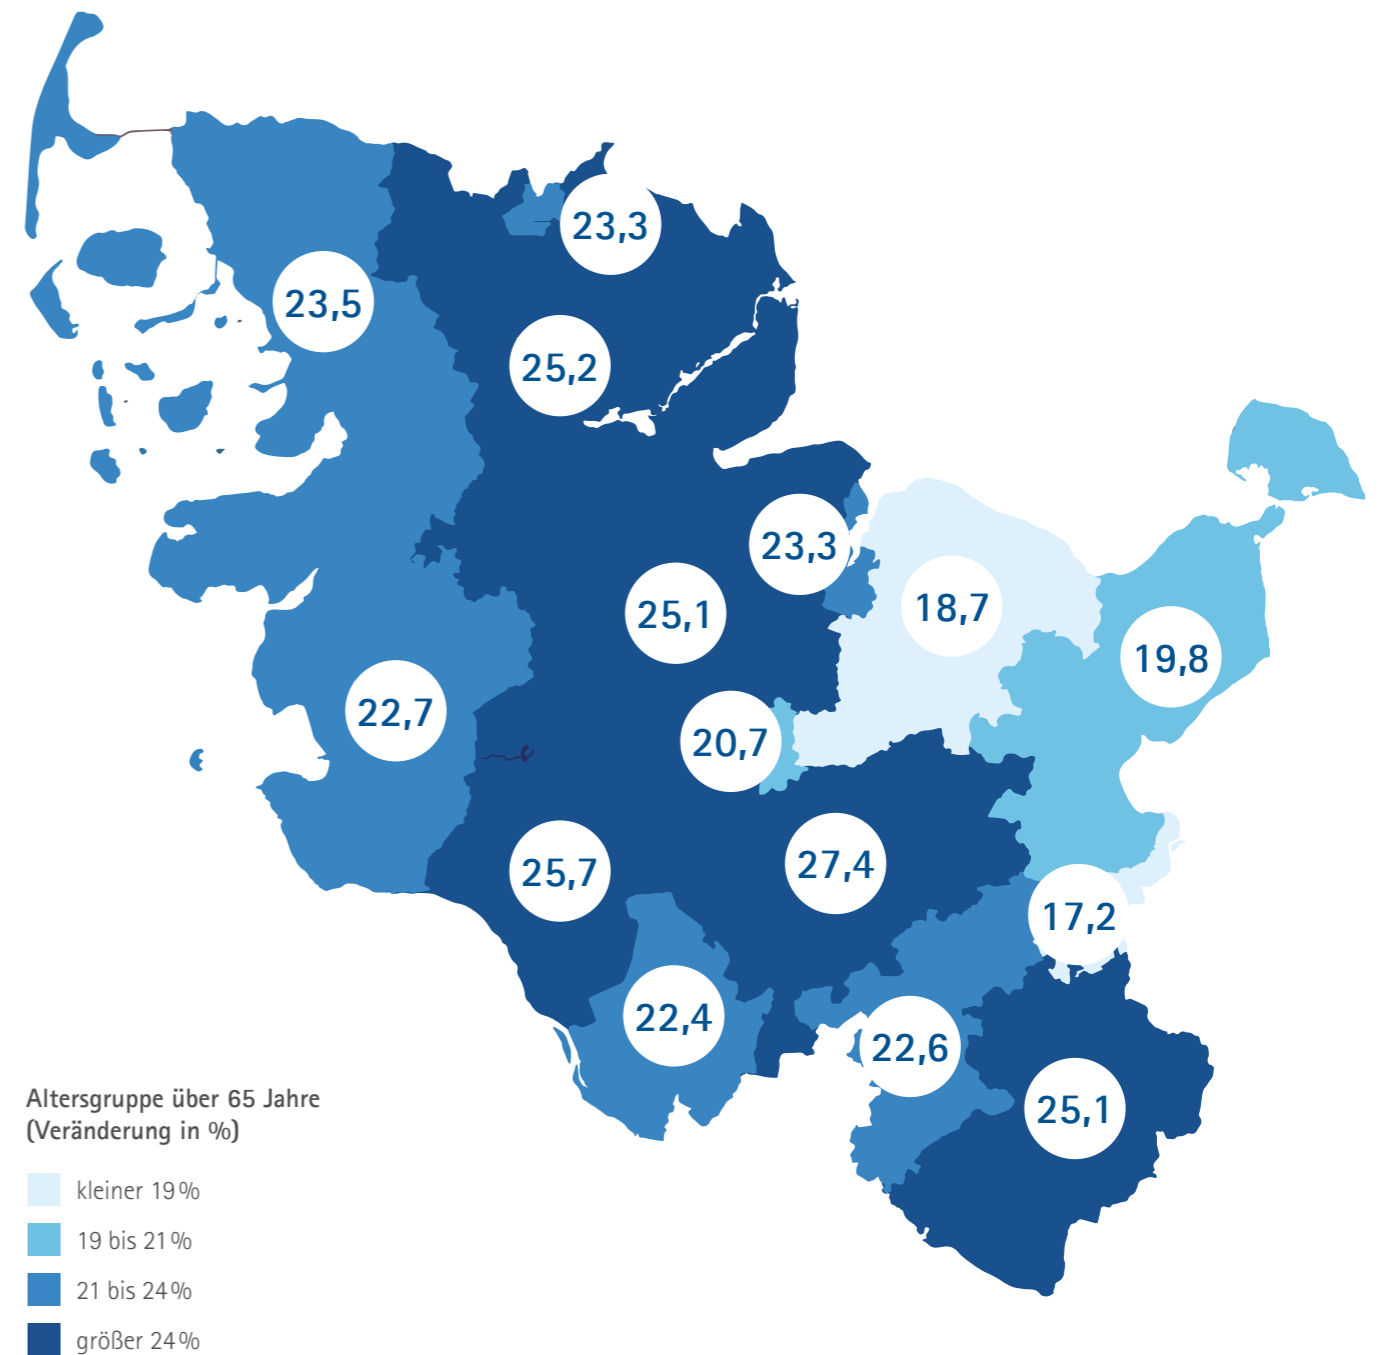 23,3
23,5
25,2
23,3
25,1
18,7
19,8
22,7
20,7
25,7
27,4
17,2
22,4
22,6
25,1
Altersgruppe über 65 Jahre
(Veränderung in %)
kleiner 19 %
19 bis 21 %
21 bis 24 %
größer 24 %